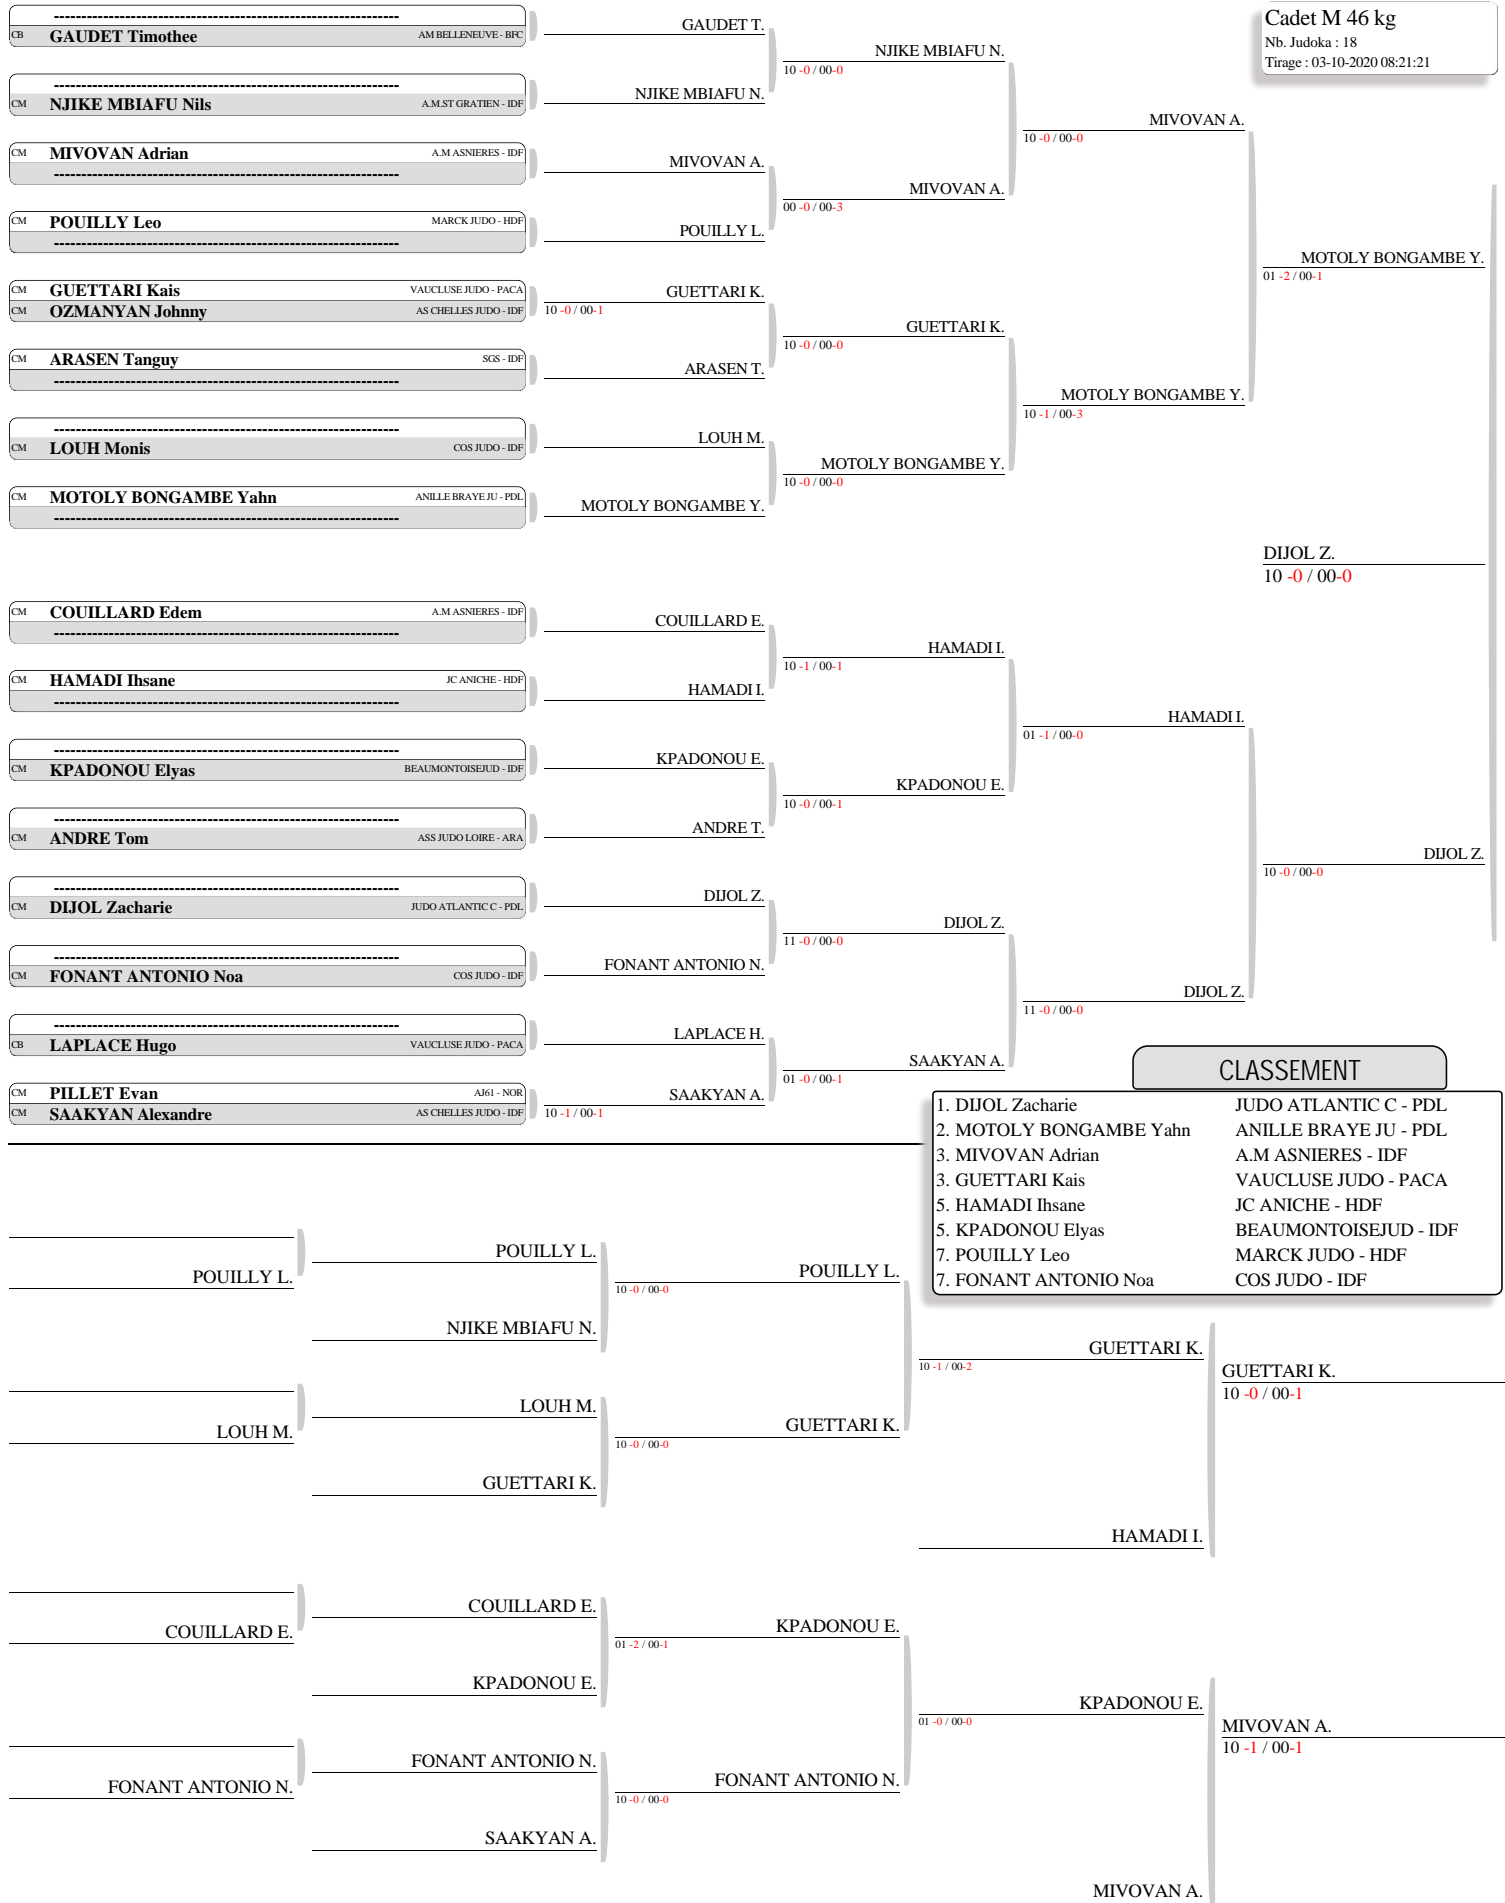 Cadet M 46 kg
Nb. Judoka : 18
Tirage : 03-10-2020 08:21:21
CB GAUDET Timothee AM BELLENEUVE - BFC
CM NJIKE MBIAFU Nils A.M.ST GRATIEN - IDF
CM MIVOVAN Adrian A.M ASNIERES - IDF
CM POUILLY Leo MARCK JUDO - HDF
CM GUETTARI Kais VAUCLUSE JUDO - PACA
CM OZMANYAN Johnny AS CHELLES JUDO - IDF
CM ARASEN Tanguy SGS - IDF
CM LOUH Monis COS JUDO - IDF
CM MOTOLY BONGAMBE Yahn ANILLE BRAYE JU - PDL
CM COUILLARD Edem A.M ASNIERES - IDF
CM HAMADI Ihsane JC ANICHE - HDF
CM KPADONOU Elyas BEAUMONTOISEJUD - IDF
CM ANDRE Tom ASS JUDO LOIRE - ARA
CM DIJOL Zacharie JUDO ATLANTIC C - PDL
CM FONANT ANTONIO Noa COS JUDO - IDF
CB LAPLACE Hugo VAUCLUSE JUDO - PACA
CM PILLET Evan AJ61 - NOR
CM SAAKYAN Alexandre AS CHELLES JUDO - IDF
GAUDET T.
NJIKE MBIAFU N.
MIVOVAN A.
POUILLY L.
GUETTARI K.
10 -0 / 00-1
ARASEN T.
LOUH M.
MOTOLY BONGAMBE Y.
COUILLARD E.
HAMADI I.
KPADONOU E.
ANDRE T.
DIJOL Z.
FONANT ANTONIO N.
LAPLACE H.
SAAKYAN A.
10 -1 / 00-1
NJIKE MBIAFU N.
10 -0 / 00-0
MIVOVAN A.
00 -0 / 00-3
GUETTARI K.
10 -0 / 00-0
MOTOLY BONGAMBE Y.
10 -0 / 00-0
HAMADI I.
10 -1 / 00-1
KPADONOU E.
10 -0 / 00-1
DIJOL Z.
11 -0 / 00-0
SAAKYAN A.
01 -0 / 00-1
MIVOVAN A.
10 -0 / 00-0
MOTOLY BONGAMBE Y.
10 -1 / 00-3
HAMADI I.
01 -1 / 00-0
DIJOL Z.
11 -0 / 00-0
MOTOLY BONGAMBE Y.
01 -2 / 00-1
DIJOL Z.
10 -0 / 00-0
DIJOL Z.
10 -0 / 00-0
CLASSEMENT
1. DIJOL Zacharie JUDO ATLANTIC C - PDL
2. MOTOLY BONGAMBE Yahn ANILLE BRAYE JU - PDL
3. MIVOVAN Adrian A.M ASNIERES - IDF
3. GUETTARI Kais VAUCLUSE JUDO - PACA
5. HAMADI Ihsane JC ANICHE - HDF
5. KPADONOU Elyas BEAUMONTOISEJUD - IDF
7. POUILLY Leo MARCK JUDO - HDF
7. FONANT ANTONIO Noa COS JUDO - IDF
POUILLY L.
LOUH M.
COUILLARD E.
FONANT ANTONIO N.
POUILLY L.
NJIKE MBIAFU N.
LOUH M.
GUETTARI K.
COUILLARD E.
KPADONOU E.
FONANT ANTONIO N.
SAAKYAN A.
POUILLY L.
10 -0 / 00-0
GUETTARI K.
10 -0 / 00-0
KPADONOU E.
01 -2 / 00-1
FONANT ANTONIO N.
10 -0 / 00-0
GUETTARI K.
10 -1 / 00-2
HAMADI I.
KPADONOU E.
01 -0 / 00-0
MIVOVAN A.
GUETTARI K.
10 -0 / 00-1
MIVOVAN A.
10 -1 / 00-1